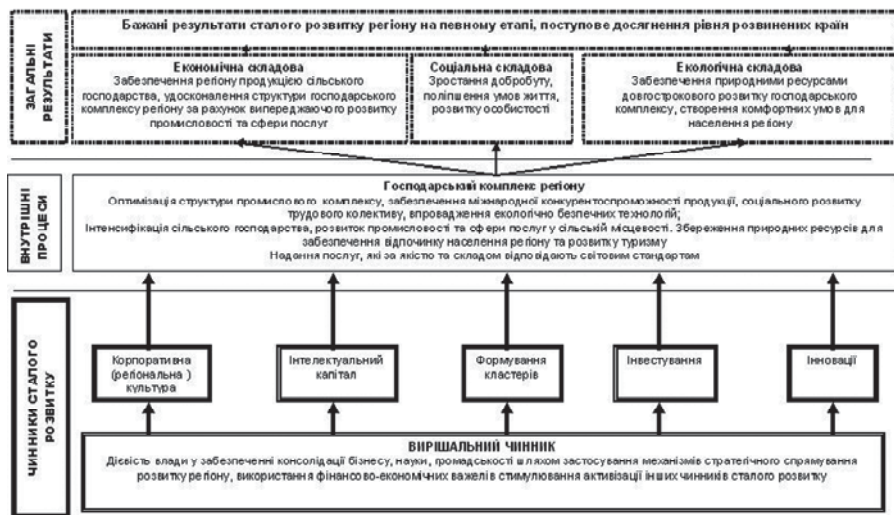 Бажані результати сталого розвитку регіону на певному етапі, поступове досягнення рівня розвинених країн
ЗАГАЛЬНІ
РЕЗУЛЬТАТИ
Економічна складова
Забезпечення регіону продукцією сільського
господарства, удосконалення структури господарського
комплексу регіону за рахунок випереджаючого розвитку
промисловості та сфери послуг
Соціальна складова
Зростання добробуту,
поліпшення умов життя,
розвитку особистості
Екологічна складова
Забезпечення природними ресурсами
довгострокового розвитку господарського
комплексу, створення комфортних умов для
населення регіону
ВНУТРІШНІ
ПРОЦЕСИ
Господарський комплекс регіону
Оптимізація структури промислового комплексу, забезпечення міжнародної конкурентоспроможності продукції, соціального розвитку
трудового колективу, впровадження екологічно безпечних технологій;
Інтенсифікація сільського господарства, розвиток промисловості та сфери послуг у сільській місцевості. Збереження природних ресурсів для
забезпечення відпочинку населення регіону та розвитку туризму
Надання послуг, які за якістю та складом відповідають світовим стандартам
ЧИННИКИ СТАЛОГО
РОЗВИТКУ
Корпоративна
(регіональна )
культура
Інтелектуальний
капітал
Формування
кластерів
Інвестування
Інновації
ВИРІШАЛЬНИЙ ЧИННИК
Дієвість влади у забезпеченні консолідації бізнесу, науки, громадськості шляхом застосування механізмів стратегічного спрямування
розвитку регіону, використання фінансово-економічних важелів стимулювання активізації інших чинників сталого розвитку